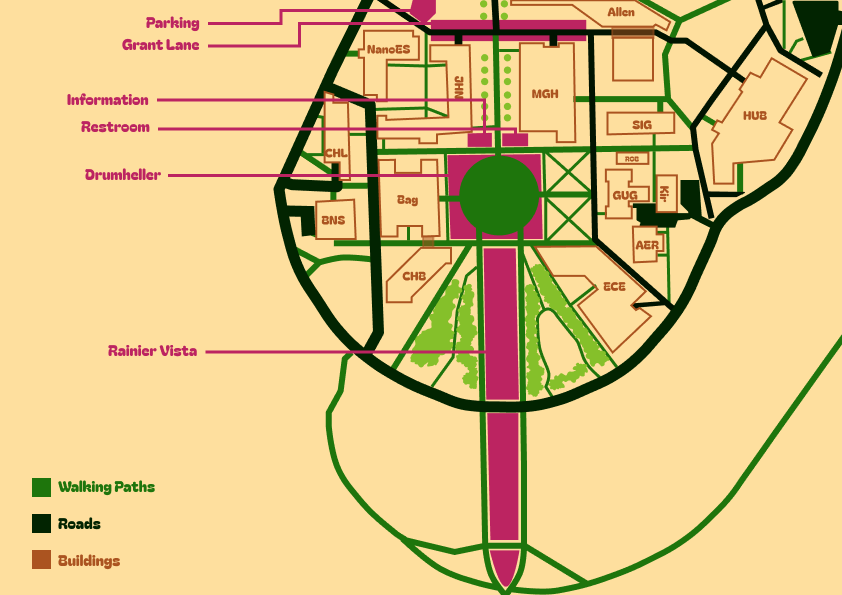 Parking
Allen
Grant Lane
NanoES
JHN
MGH
HUB
Information
Restroom
SIG
CHL
ROG
Drumheller
Bag
GUG
Kir
BNS
AER
CHB
ECE
Rainier Vista
Walking Paths
Roads
Buildings